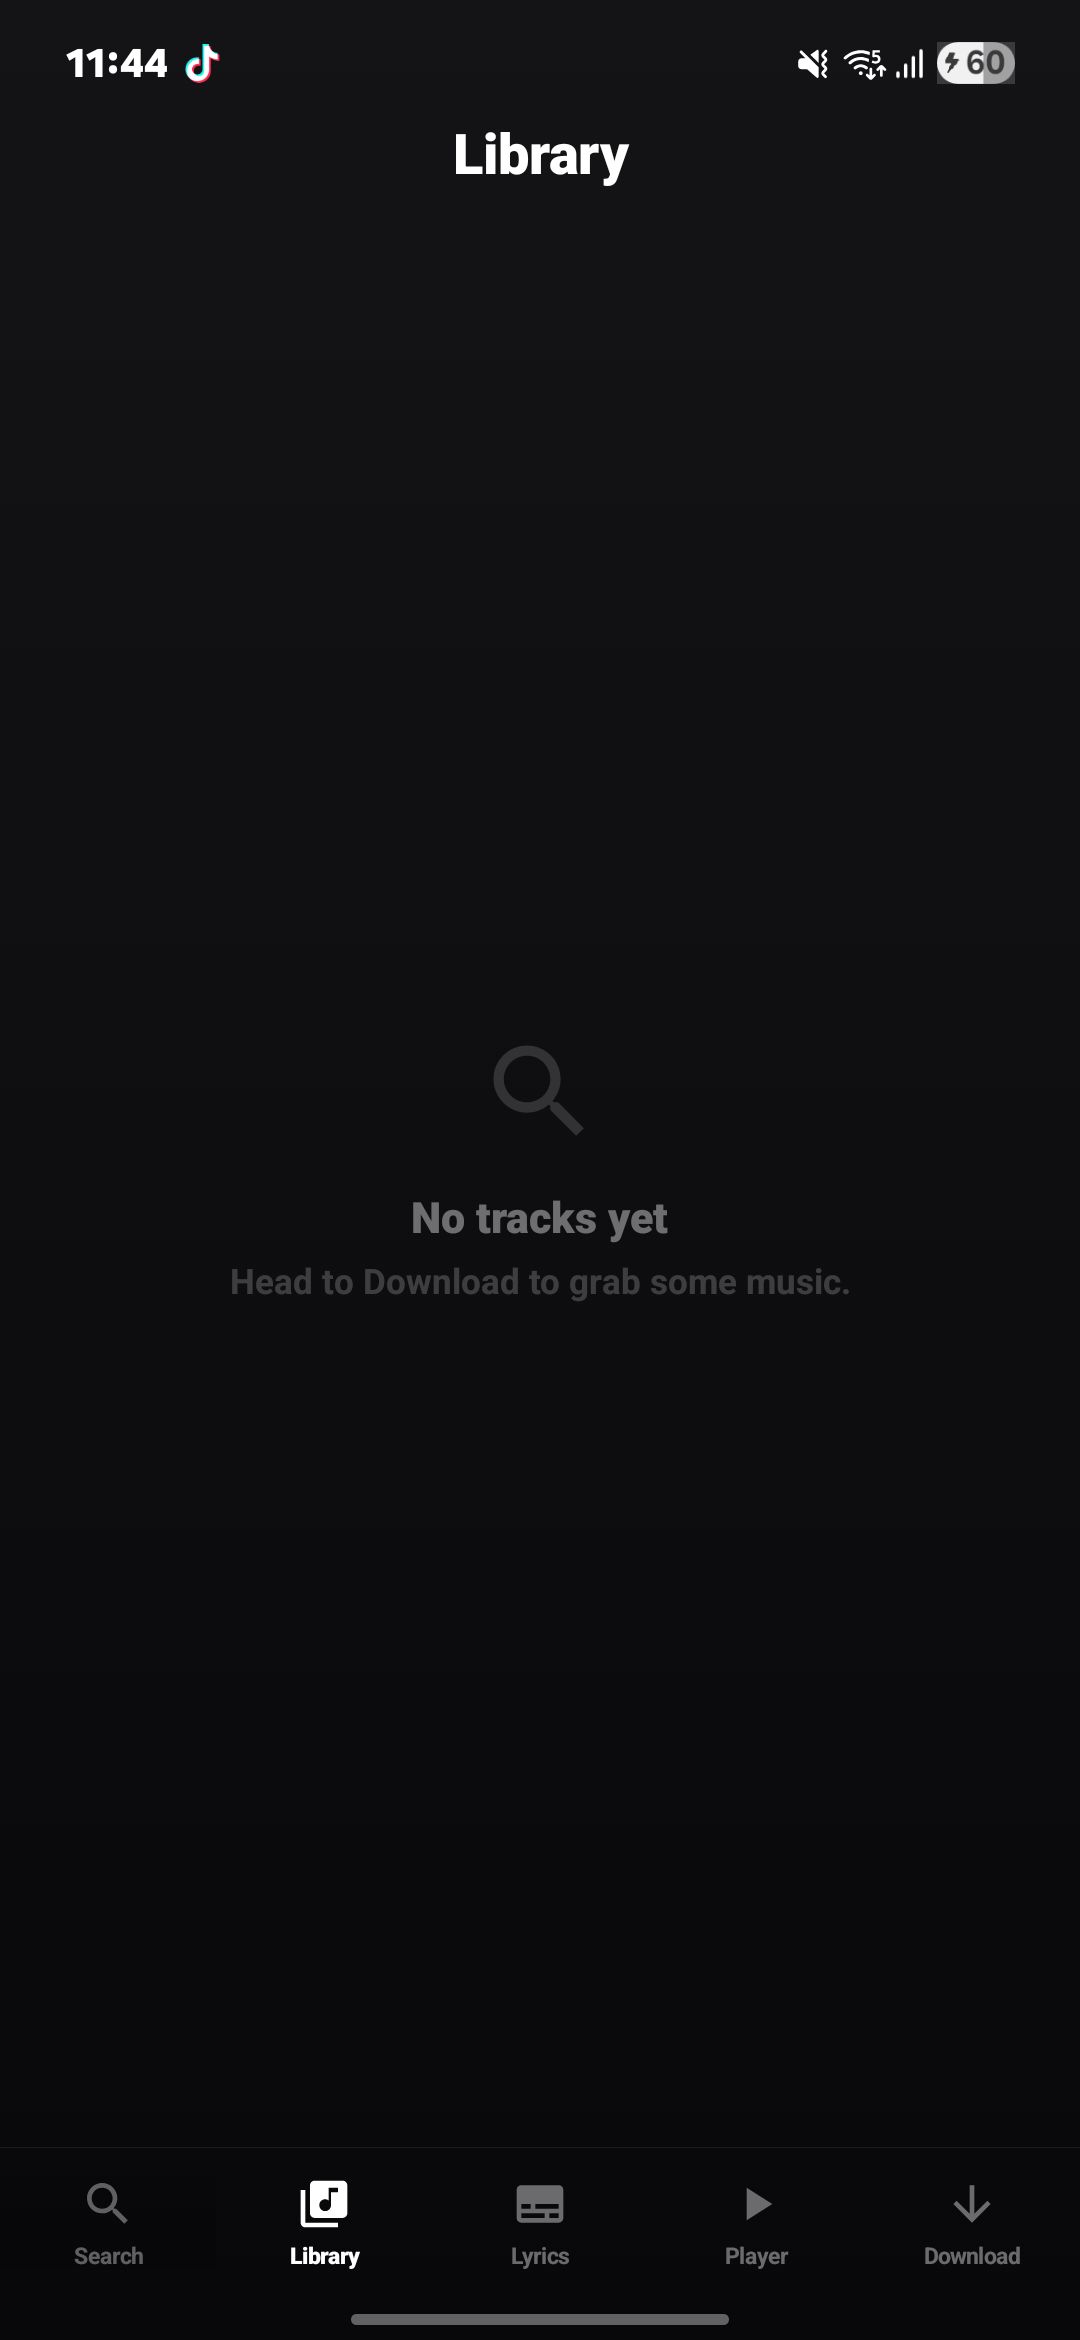 11:44
5
60
Library
No tracks yet
Head to Download to grab some music.
Search
Library
Lyrics
Player
Download